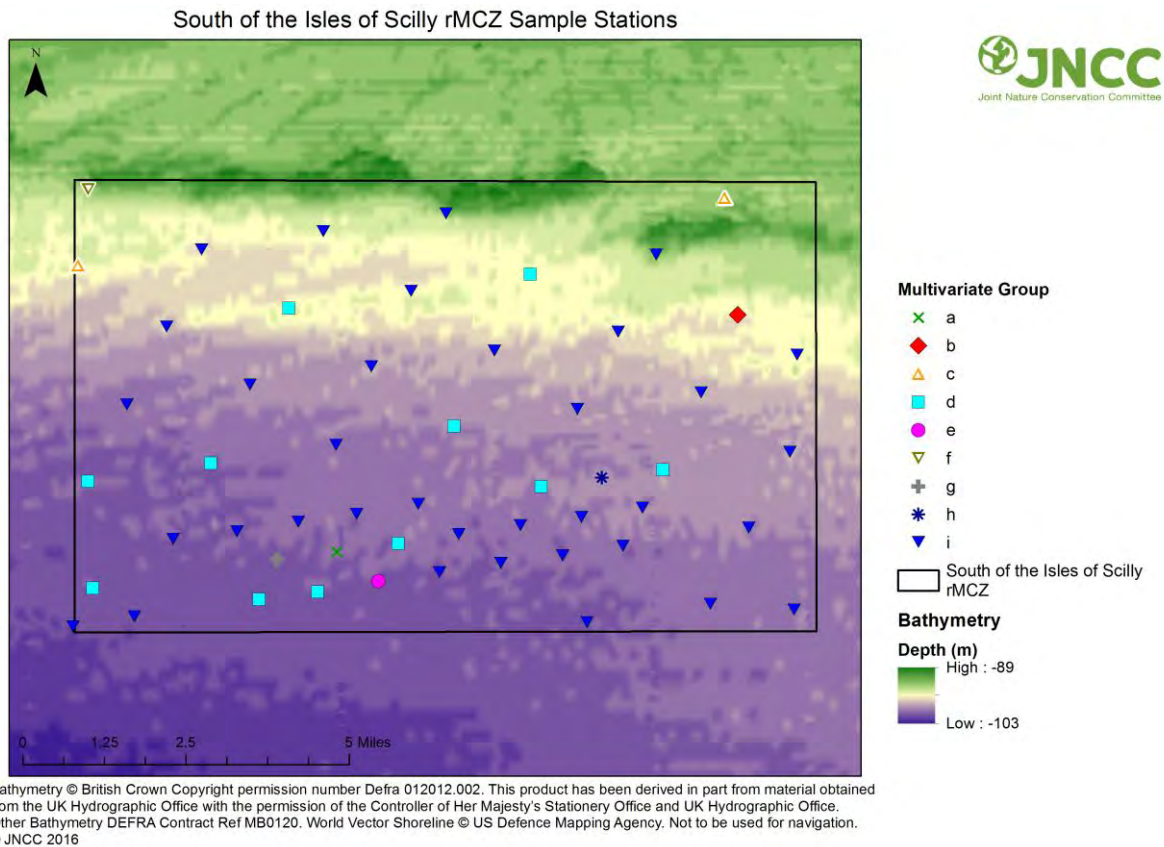 South of the Isles of Scilly rMCZ Sample Stations
N
JNCC
Joint Nature Conservation Committee
Multivariate Group
a
b
c
d
e
f
g
h
i
South of the Isles of Scilly
rMCZ
Bathymetry
Depth (m)
High : -89
Low : -103
0 1.25 2.5 5 Miles
athymetry © British Crown Copyright permission number Defra 012012.002. This product has been derived in part from material obtained
om the UK Hydrographic Office with the permission of the Controller of Her Majesty's Stationery Office and UK Hydrographic Office.
ther Bathymetry DEFRA Contract Ref MB0120. World Vector Shoreline © US Defence Mapping Agency. Not to be used for navigation.
JNCC 2016